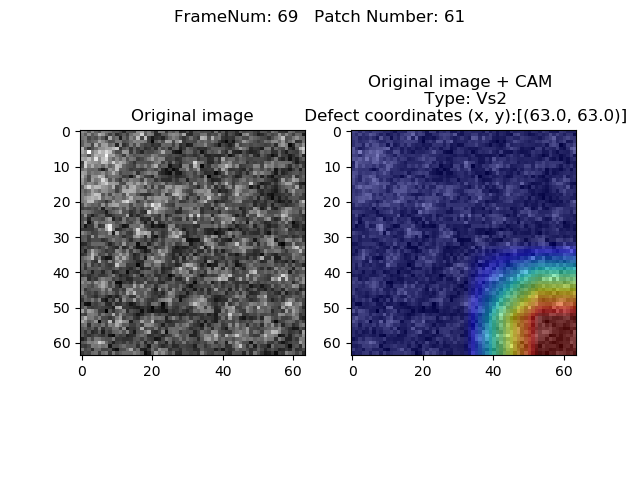 FrameNum: 69   Patch Number: 61
Original image
Original image + CAM
Type: Vs2
Defect coordinates (x, y):[(63.0, 63.0)]
0
10
20
30
40
50
60
0 20 40 60
0
10
20
30
40
50
60
0 20 40 60